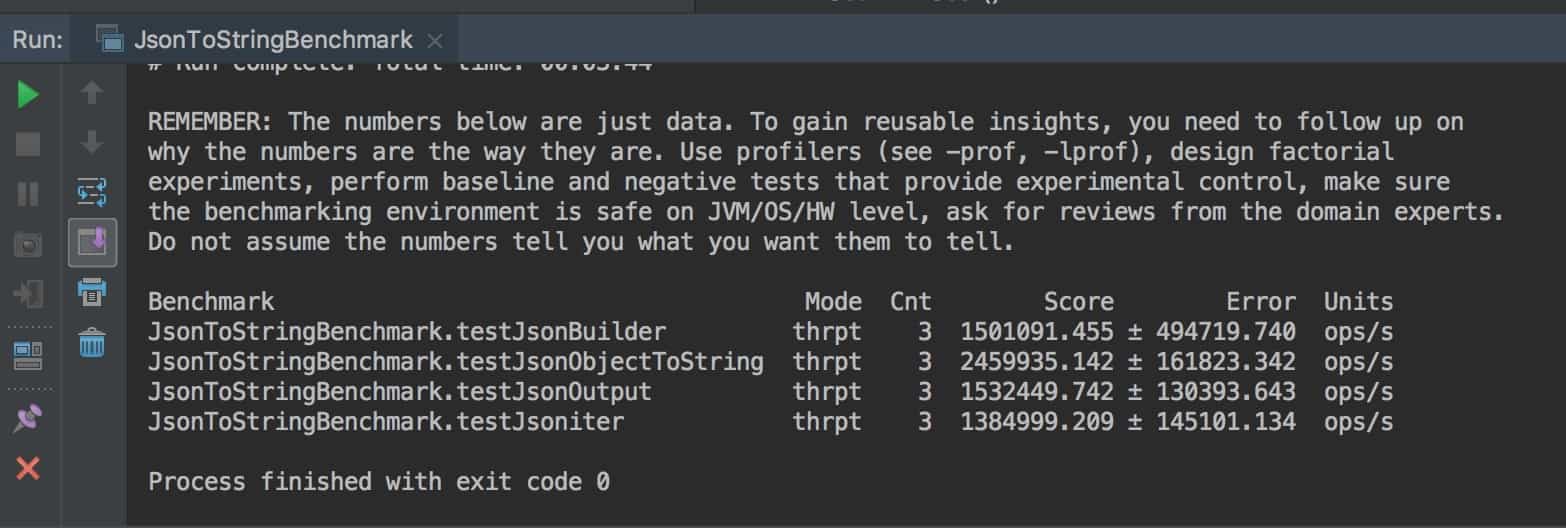 Run: JsonToStringBenchmark
# Run complete. Total time: 00:03:44
REMEMBER: The numbers below are just data. To gain reusable insights, you need to follow up on
why the numbers are the way they are. Use profilers (see -prof, -lprof), design factorial
experiments, perform baseline and negative tests that provide experimental control, make sure
the benchmarking environment is safe on JVM/OS/HW level, ask for reviews from the domain experts.
Do not assume the numbers tell you what you want them to tell.
Benchmark Mode Cnt Score Error Units
JsonToStringBenchmark.testJsonBuilder thrpt 3 1501091.455 ± 494719.740 ops/s
JsonToStringBenchmark.testJsonObjectToString thrpt 3 2459935.142 ± 161823.342 ops/s
JsonToStringBenchmark.testJsonOutput thrpt 3 1532449.742 ± 130393.643 ops/s
JsonToStringBenchmark.testJsoniter thrpt 3 1384999.209 ± 145101.134 ops/s
Process finished with exit code 0